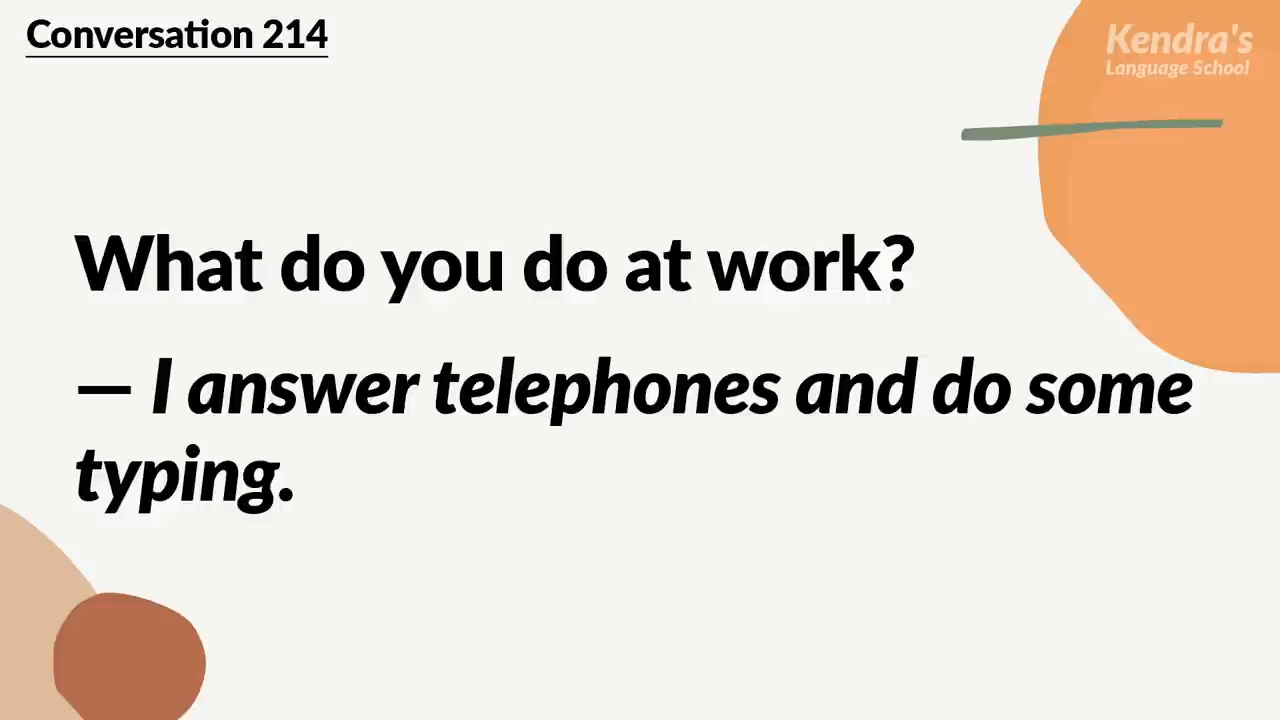 Conversation 214
Kendra's
Language School
What do you do at work?
— I answer telephones and do some
typing.